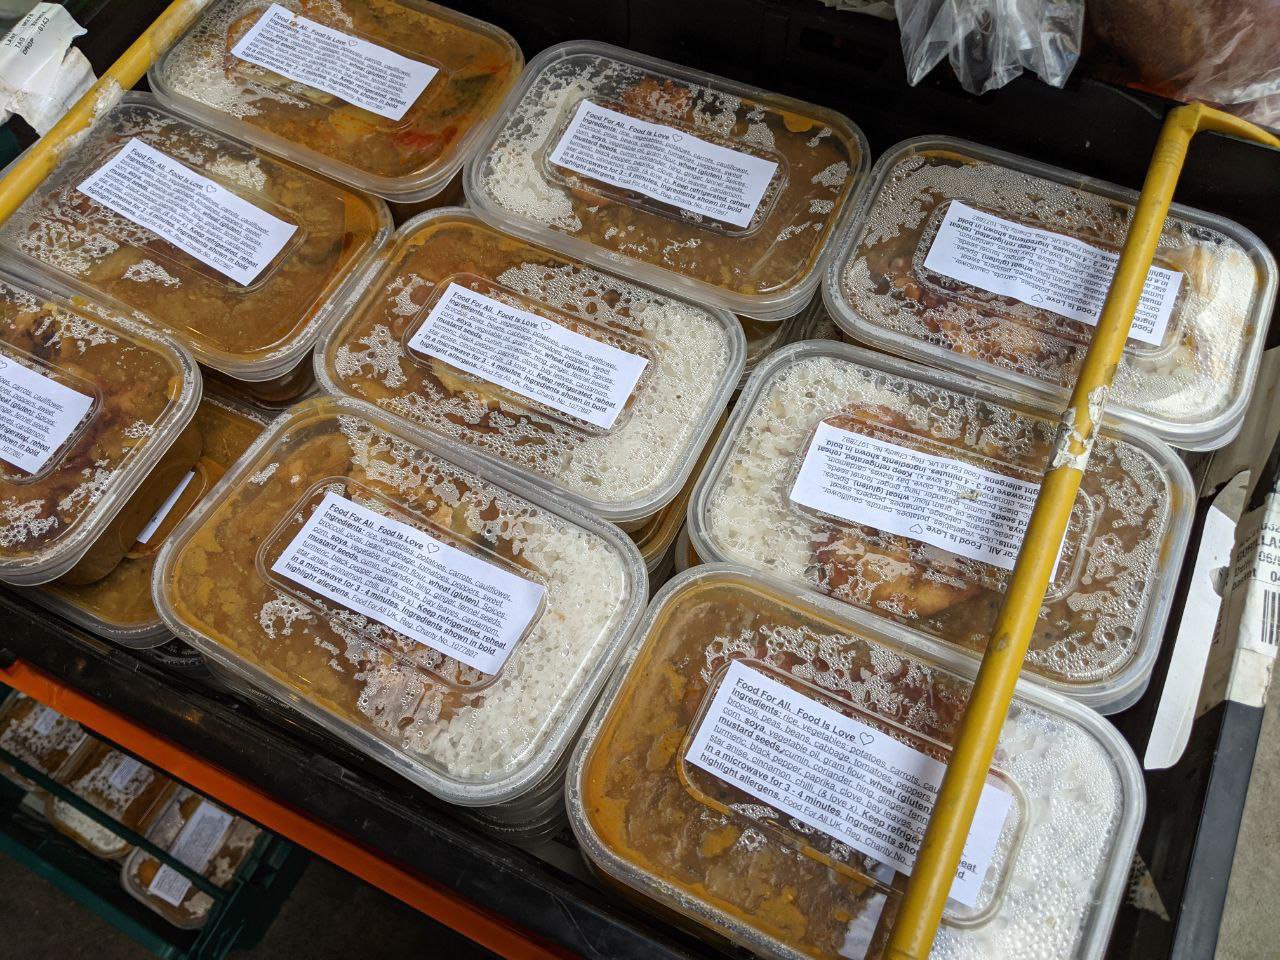 Food For All. Food Is Love ♡
Ingredients: rice, vegetables: potatoes, carrots, cauliflower,
broccoli, peas, beans, cabbage, tomatoes, peppers, sweet
corn, soya, vegetable oil, gram flour, wheat (gluten). Spices:
mustard seeds, cumin, coriander, hing, ginger, fennel seeds,
turmeric, black pepper, paprika, clove, bay leaves, cardamom,
star anise, cinnamon, chilli, (& love x). Keep refrigerated, reheat
in a microwave for 3 - 4 minutes. Ingredients shown in bold
highlight allergens. Food For All UK, Reg. Charity No. 1077897